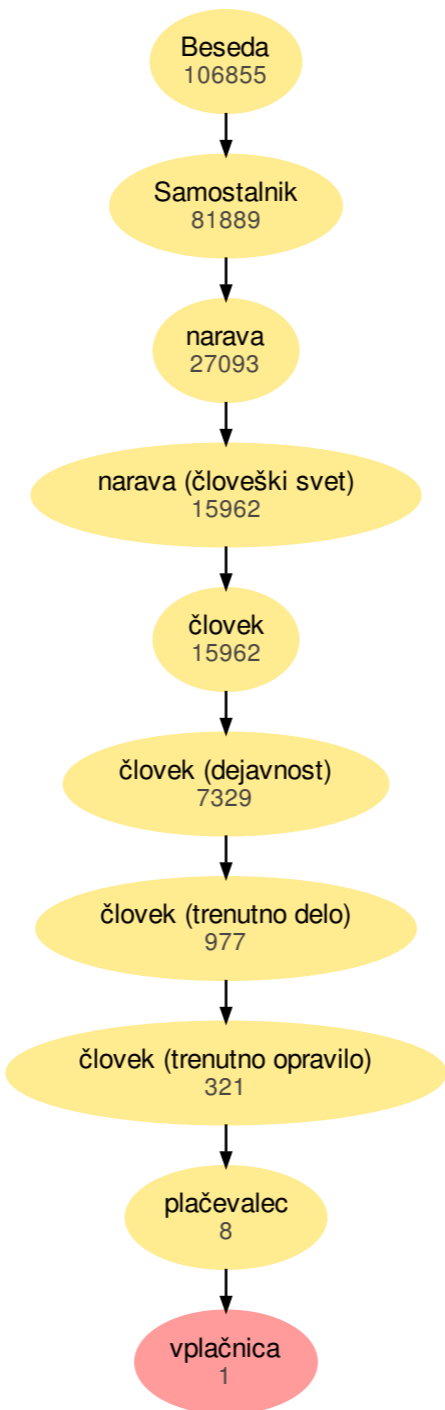 Beseda
106855
Samostalnik
81889
narava
27093
narava (človeški svet)
15962
človek
15962
človek (dejavnost)
7329
človek (trenutno delo)
977
človek (trenutno opravilo)
321
plačevalec
8
vplačnica
1